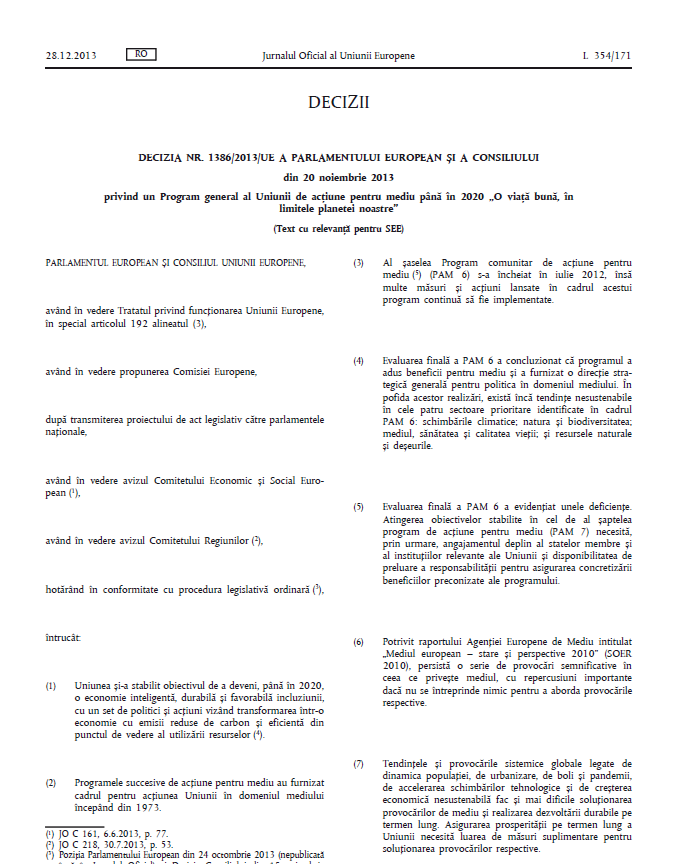 28.12.2013
RO
Jurnalul Oficial al Uniunii Europene
L 354/171
DECIZII
DECIZIA NR. 1386/2013/UE A PARLAMENTULUI EUROPEAN ȘI A CONSILIULUI
din 20 noiembrie 2013
privind un Program general al Uniunii de acțiune pentru mediu până în 2020 „O viață bună, în
limitele planetei noastre”
(Text cu relevanță pentru SEE)
PARLAMENTUL EUROPEAN ȘI CONSILIUL UNIUNII EUROPENE,
având în vedere Tratatul privind funcționarea Uniunii Europene,
în special articolul 192 alineatul (3),
având în vedere propunerea Comisiei Europene,
după transmiterea proiectului de act legislativ către parlamentele
naționale,
având în vedere avizul Comitetului Economic și Social Euro-
pean (1),
având în vedere avizul Comitetului Regiunilor (2),
hotărând în conformitate cu procedura legislativă ordinară (3),
întrucât:
(1) Uniunea și-a stabilit obiectivul de a deveni, până în 2020,
o economie inteligentă, durabilă și favorabilă incluziunii,
cu un set de politici și acțiuni vizând transformarea într-o
economie cu emisii reduse de carbon și eficientă din
punctul de vedere al utilizării resurselor (4).
(2) Programele succesive de acțiune pentru mediu au furnizat
cadrul pentru acțiunea Uniunii în domeniul mediului
începând din 1973.
(1) JO C 161, 6.6.2013, p. 77.
(2) JO C 218, 30.7.2013, p. 53.
(3) Poziția Parlamentului European din 24 octombrie 2013 (nepublicată
(3) Al șaselea Program comunitar de acțiune pentru
mediu (5) (PAM 6) s-a încheiat în iulie 2012, însă
multe măsuri și acțiuni lansate în cadrul acestui
program continuă să fie implementate.
(4) Evaluarea finală a PAM 6 a concluzionat că programul a
adus beneficii pentru mediu și a furnizat o direcție stra-
tegică generală pentru politica în domeniul mediului. În
pofida acestor realizări, există încă tendințe nesustenabile
în cele patru sectoare prioritare identificate în cadrul
PAM 6: schimbările climatice; natura și biodiversitatea;
mediul, sănătatea și calitatea vieții; și resursele naturale
și deșeurile.
(5) Evaluarea finală a PAM 6 a evidențiat unele deficiențe.
Atingerea obiectivelor stabilite în cel de al șaptelea
program de acțiune pentru mediu (PAM 7) necesită,
prin urmare, angajamentul deplin al statelor membre și
al instituțiilor relevante ale Uniunii și disponibilitatea de
preluare a responsabilității pentru asigurarea concretizării
beneficiilor preconizate ale programului.
(6) Potrivit raportului Agenției Europene de Mediu intitulat
„Mediul european – stare și perspective 2010” (SOER
2010), persistă o serie de provocări semnificative în
ceea ce privește mediul, cu repercusiuni importante
dacă nu se întreprinde nimic pentru a aborda provocările
respective.
(7) Tendințele și provocările sistemice globale legate de
dinamica populației, de urbanizare, de boli și pandemii,
de accelerarea schimbărilor tehnologice și de creșterea
economică nesustenabilă fac și mai dificile soluționarea
provocărilor de mediu și realizarea dezvoltării durabile pe
termen lung. Asigurarea prosperității pe termen lung a
Uniunii necesită luarea de măsuri suplimentare pentru
soluționarea provocărilor respective.